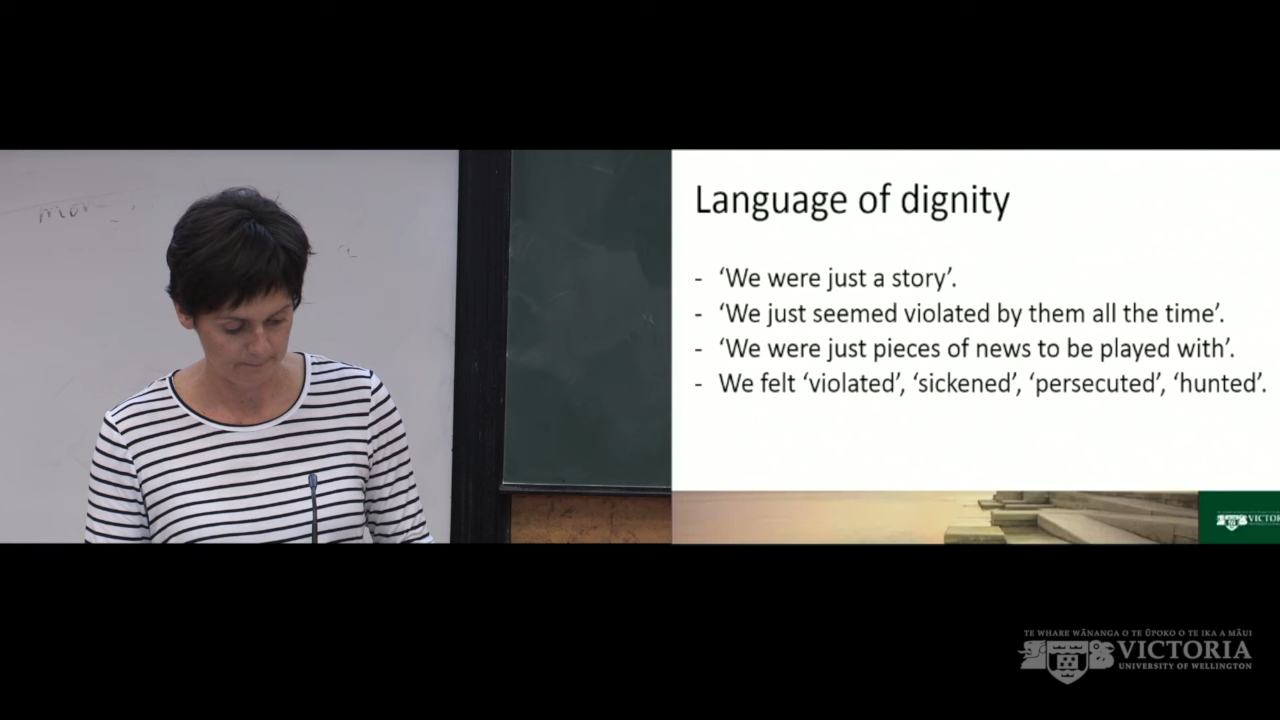 Language of dignity
- ‘We were just a story’.
- ‘We just seemed violated by them all the time’.
- ‘We were just pieces of news to be played with’.
- We felt ‘violated’, ‘sickened’, ‘persecuted’, ‘hunted’.
TE WHARE WĀNANGA O TE ŪPOKO O TE IKA A MĀUI
VICTORIA
UNIVERSITY OF WELLINGTON